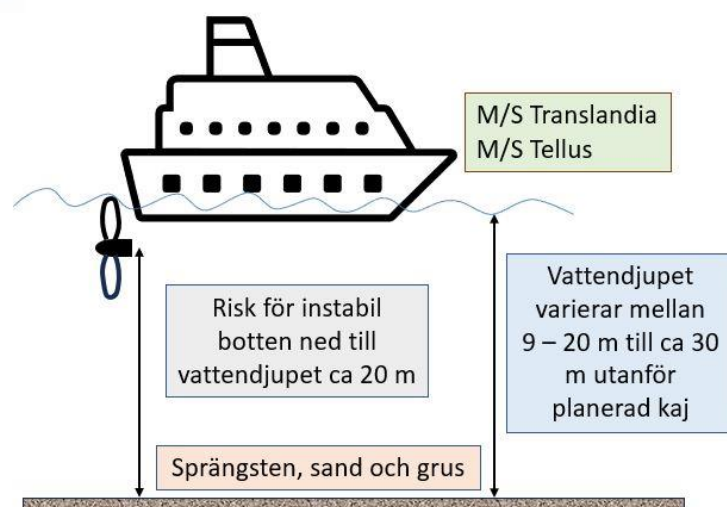 M/S Translandia
M/S Tellus
Vattendjupet
varierar mellan
9 – 20 m till ca 30
m utanför
planerad kaj
Risk för instabil
botten ned till
vattendjupet ca 20 m
Sprängsten, sand och grus